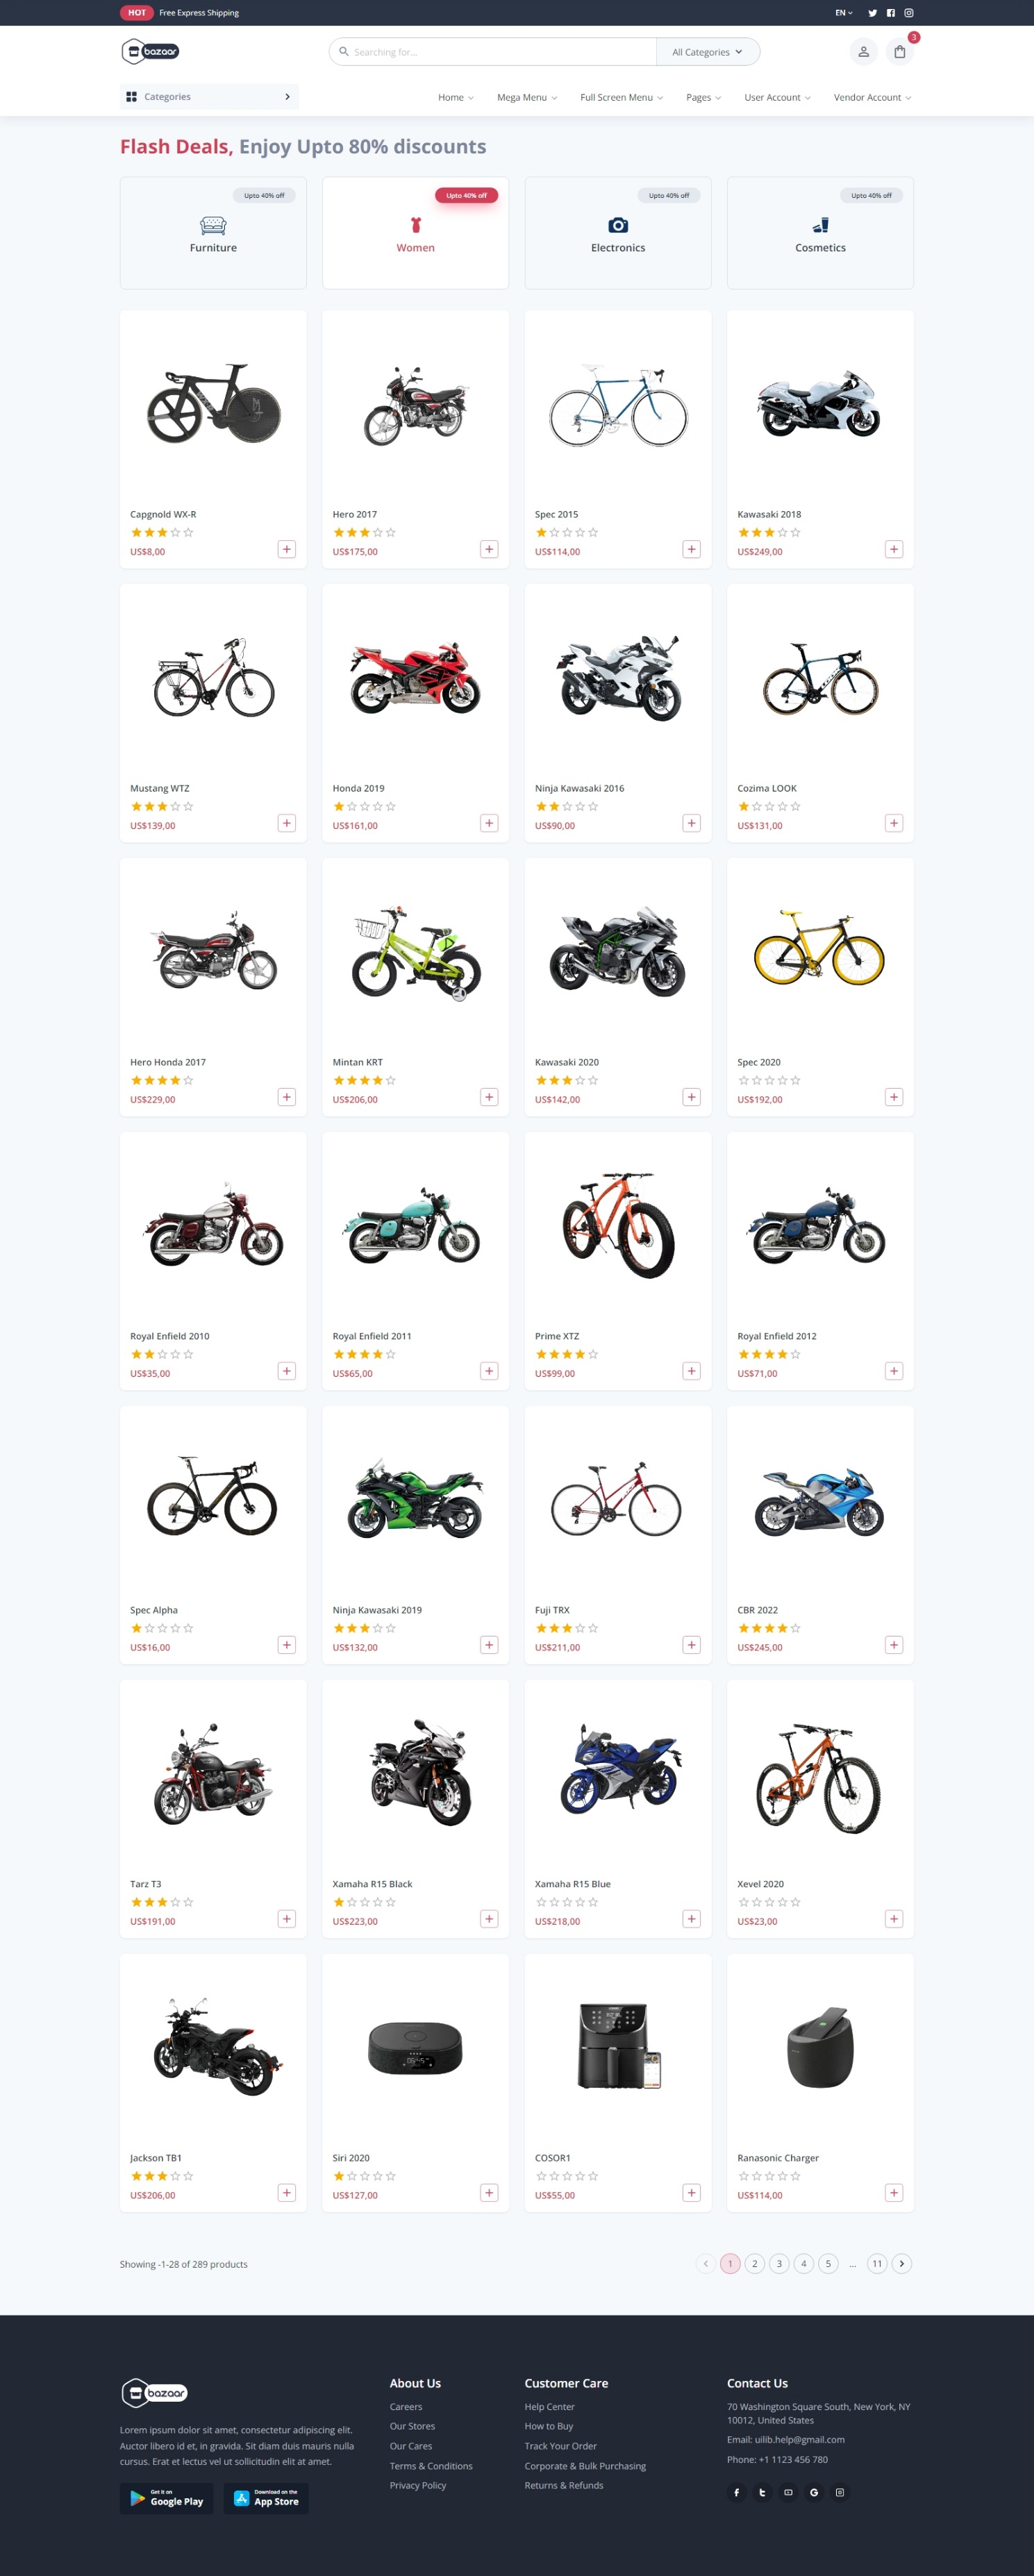 HOT Free Express Shipping EN
bazaar Searching for... All Categories 3
Categories Home Mega Menu Full Screen Menu Pages User Account Vendor Account
Flash Deals, Enjoy Upto 80% discounts
Upto 40% off Upto 40% off Upto 40% off Upto 40% off
Furniture Women Electronics Cosmetics
Capgnold WX-R Hero 2017 Spec 2015 Kawasaki 2018
US$8,00 US$175,00 US$114,00 US$249,00
Mustang WTZ Honda 2019 Ninja Kawasaki 2016 Cozima LOOK
US$139,00 US$161,00 US$90,00 US$131,00
Hero Honda 2017 Mintan KRT Kawasaki 2020 Spec 2020
US$229,00 US$206,00 US$142,00 US$192,00
Royal Enfield 2010 Royal Enfield 2011 Prime XTZ Royal Enfield 2012
US$35,00 US$65,00 US$99,00 US$71,00
Spec Alpha Ninja Kawasaki 2019 Fuji TRX CBR 2022
US$16,00 US$132,00 US$211,00 US$245,00
Tarz T3 Xamaha R15 Black Xamaha R15 Blue Xevel 2020
US$191,00 US$223,00 US$218,00 US$23,00
Jackson TB1 Siri 2020 COSOR1 Ranasonic Charger
US$206,00 US$127,00 US$55,00 US$114,00
Showing -1-28 of 289 products 1 2 3 4 5 ... 11
bazaar
Lorem ipsum dolor sit amet, consectetur adipiscing elit.
Auctor libero id et, in gravida. Sit diam duis mauris nulla
cursus. Erat et lectus vel ut sollicitudin elit at amet.
Get it on
Google Play
Download on the
App Store
About Us
Careers
Our Stores
Our Cares
Terms & Conditions
Privacy Policy
Customer Care
Help Center
How to Buy
Track Your Order
Corporate & Bulk Purchasing
Returns & Refunds
Contact Us
70 Washington Square South, New York, NY
10012, United States
Email: uilib.help@gmail.com
Phone: +1 1123 456 780